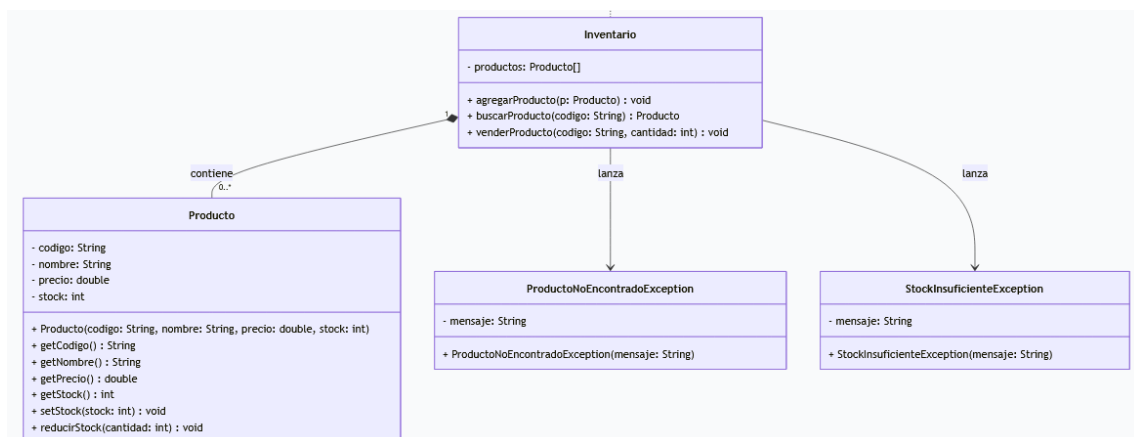 Inventario
- productos: Producto[]
+ agregarProducto(p: Producto) : void
+ buscarProducto(codigo: String) : Producto
+ venderProducto(codigo: String, cantidad: int) : void
1
contiene
0..*
lanza
lanza
Producto
- codigo: String
- nombre: String
- precio: double
- stock: int
+ Producto(codigo: String, nombre: String, precio: double, stock: int)
+ getCodigo() : String
+ getNombre() : String
+ getPrecio() : double
+ getStock() : int
+ setStock(stock: int) : void
+ reducirStock(cantidad: int) : void
ProductoNoEncontradoException
- mensaje: String
+ ProductoNoEncontradoException(mensaje: String)
StockInsuficienteException
- mensaje: String
+ StockInsuficienteException(mensaje: String)